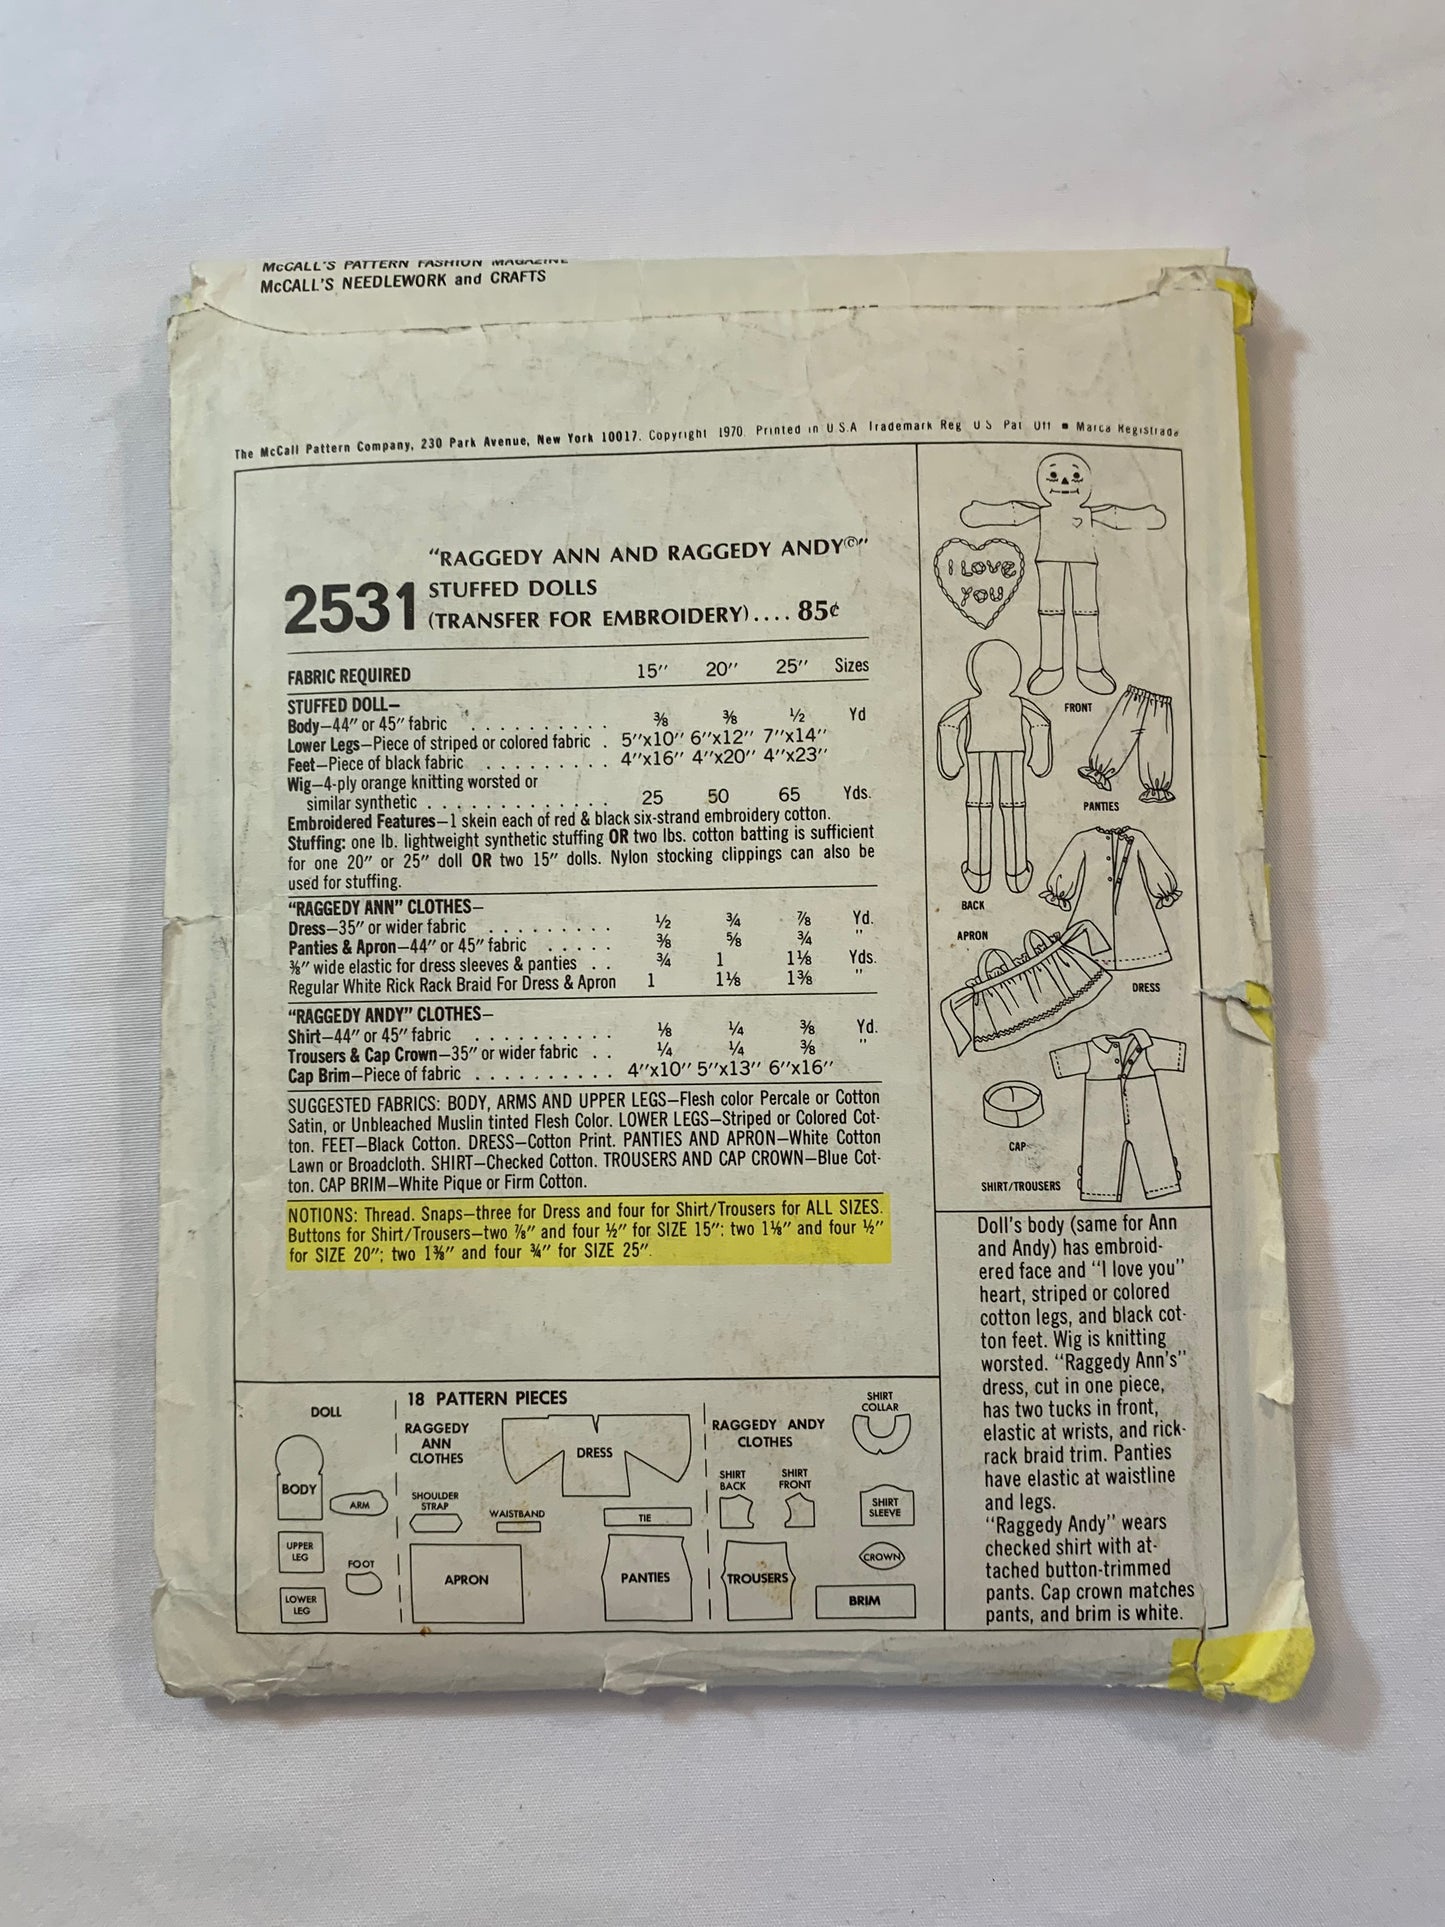 McCALL'S PATTERN FASHION MAGAZINE
McCALL'S NEEDLEWORK and CRAFTS
The McCall Pattern Company, 230 Park Avenue, New York 10017. Copyright 1970. Printed in U.S.A Trademark Reg U S Pat Off ■ Marca Registrada
"RAGGEDY ANN AND RAGGEDY ANDY©"
2531 STUFFED DOLLS
(TRANSFER FOR EMBROIDERY).... 85¢
FABRIC REQUIRED 15" 20" 25" Sizes
STUFFED DOLL—
Body—44" or 45" fabric . . . . . . . . . . ⅜ ⅜ ½ Yd
Lower Legs—Piece of striped or colored fabric . 5"x10" 6"x12" 7"x14"
Feet—Piece of black fabric . . . . . . . . . 4"x16" 4"x20" 4"x23"
Wig—4-ply orange knitting worsted or
similar synthetic . . . . . . . . . . . . . 25 50 65 Yds.
Embroidered Features—1 skein each of red & black six-strand embroidery cotton.
Stuffing: one lb. lightweight synthetic stuffing OR two lbs. cotton batting is sufficient
for one 20" or 25" doll OR two 15" dolls. Nylon stocking clippings can also be
used for stuffing.
"RAGGEDY ANN" CLOTHES—
Dress—35" or wider fabric . . . . . . . . . ½ ¾ ⅞ Yd.
Panties & Apron—44" or 45" fabric . . . . . ⅜ ⅝ ¾ "
⅜" wide elastic for dress sleeves & panties . . ¾ 1 1⅛ Yds.
Regular White Rick Rack Braid For Dress & Apron 1 1⅛ 1⅜ "
"RAGGEDY ANDY" CLOTHES—
Shirt—44" or 45" fabric . . . . . . . . . . ⅛ ¼ ⅜ Yd.
Trousers & Cap Crown—35" or wider fabric . . ¼ ¼ ⅜ "
Cap Brim—Piece of fabric . . . . . . . . . . 4"x10" 5"x13" 6"x16"
SUGGESTED FABRICS: BODY, ARMS AND UPPER LEGS—Flesh color Percale or Cotton
Satin, or Unbleached Muslin tinted Flesh Color. LOWER LEGS—Striped or Colored Cot-
ton. FEET—Black Cotton. DRESS—Cotton Print. PANTIES AND APRON—White Cotton
Lawn or Broadcloth. SHIRT—Checked Cotton. TROUSERS AND CAP CROWN—Blue Cot-
ton. CAP BRIM—White Pique or Firm Cotton.
NOTIONS: Thread. Snaps—three for Dress and four for Shirt/Trousers for ALL SIZES.
Buttons for Shirt/Trousers—two ⅞" and four ½" for SIZE 15"; two 1⅛" and four ½"
for SIZE 20"; two 1⅜" and four ¾" for SIZE 25".
I LOVE
YOU
FRONT
PANTIES
BACK
APRON
DRESS
CAP
SHIRT/TROUSERS
Doll's body (same for Ann
and Andy) has embroid-
ered face and "I love you"
heart, striped or colored
cotton legs, and black cot-
ton feet. Wig is knitting
worsted. "Raggedy Ann's"
dress, cut in one piece,
has two tucks in front,
elastic at wrists, and rick-
rack braid trim. Panties
have elastic at waistline
and legs.
"Raggedy Andy" wears
checked shirt with at-
tached button-trimmed
pants. Cap crown matches
pants, and brim is white.
18 PATTERN PIECES
DOLL
BODY
ARM
UPPER
LEG
FOOT
LOWER
LEG
RAGGEDY
ANN
CLOTHES
DRESS
SHOULDER
STRAP
WAISTBAND
TIE
APRON
PANTIES
RAGGEDY ANDY
CLOTHES
SHIRT
COLLAR
SHIRT
BACK
SHIRT
FRONT
SHIRT
SLEEVE
CROWN
TROUSERS
BRIM